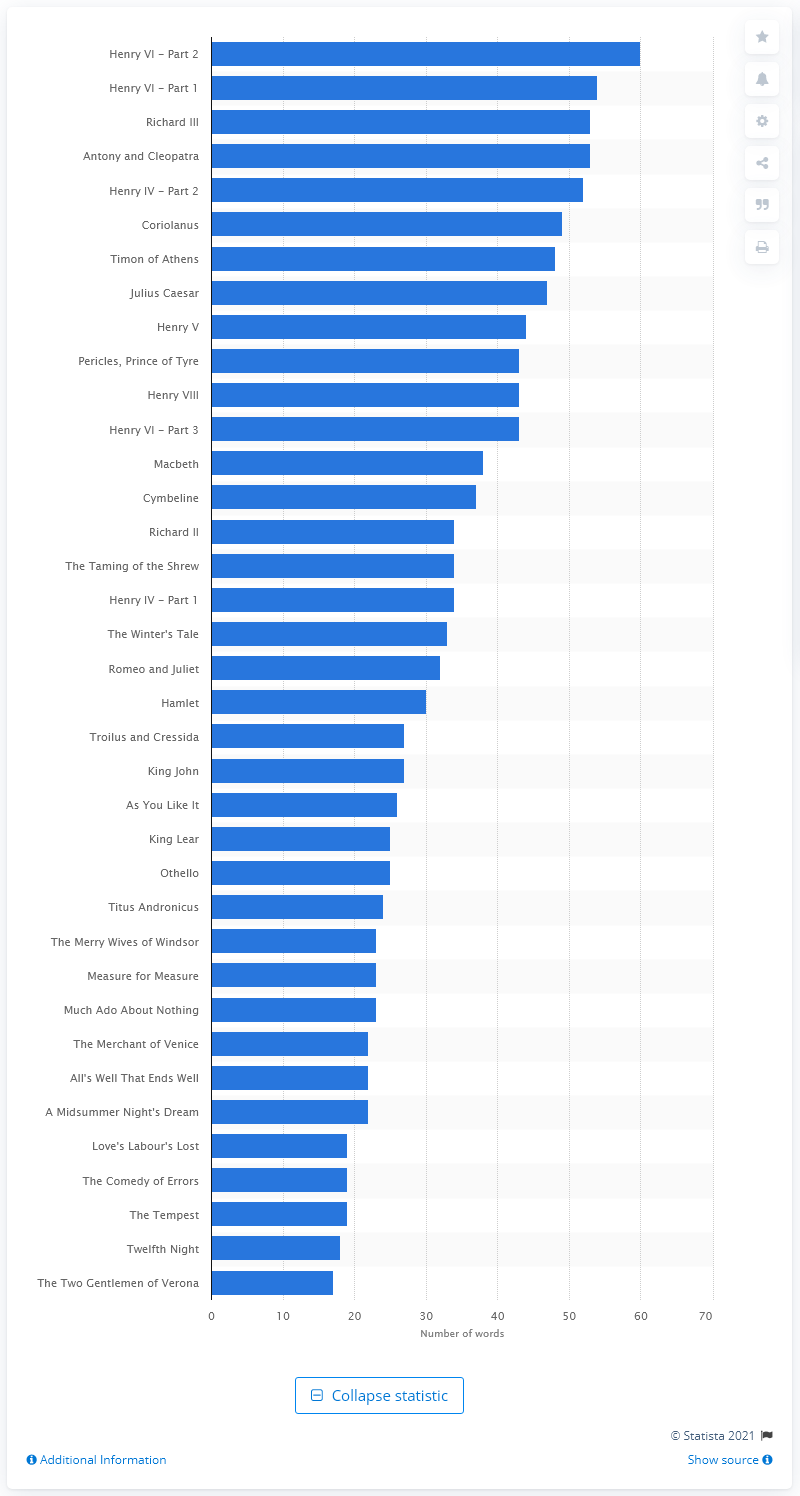 Henry VI - Part 2
Henry VI - Part 1
Richard III
Antony and Cleopatra
Henry IV - Part 2
Coriolanus
Timon of Athens
Julius Caesar
Henry V
Pericles, Prince of Tyre
Henry VIII
Henry VI - Part 3
Macbeth
Cymbeline
Richard II
The Taming of the Shrew
Henry IV - Part 1
The Winter's Tale
Romeo and Juliet
Hamlet
Troilus and Cressida
King John
As You Like It
King Lear
Othello
Titus Andronicus
The Merry Wives of Windsor
Measure for Measure
Much Ado About Nothing
The Merchant of Venice
All's Well That Ends Well
A Midsummer Night's Dream
Love's Labour's Lost
The Comedy of Errors
The Tempest
Twelfth Night
The Two Gentlemen of Verona
0 10 20 30 40 50 60 70
Number of words
Collapse statistic
© Statista 2021
Additional Information Show source